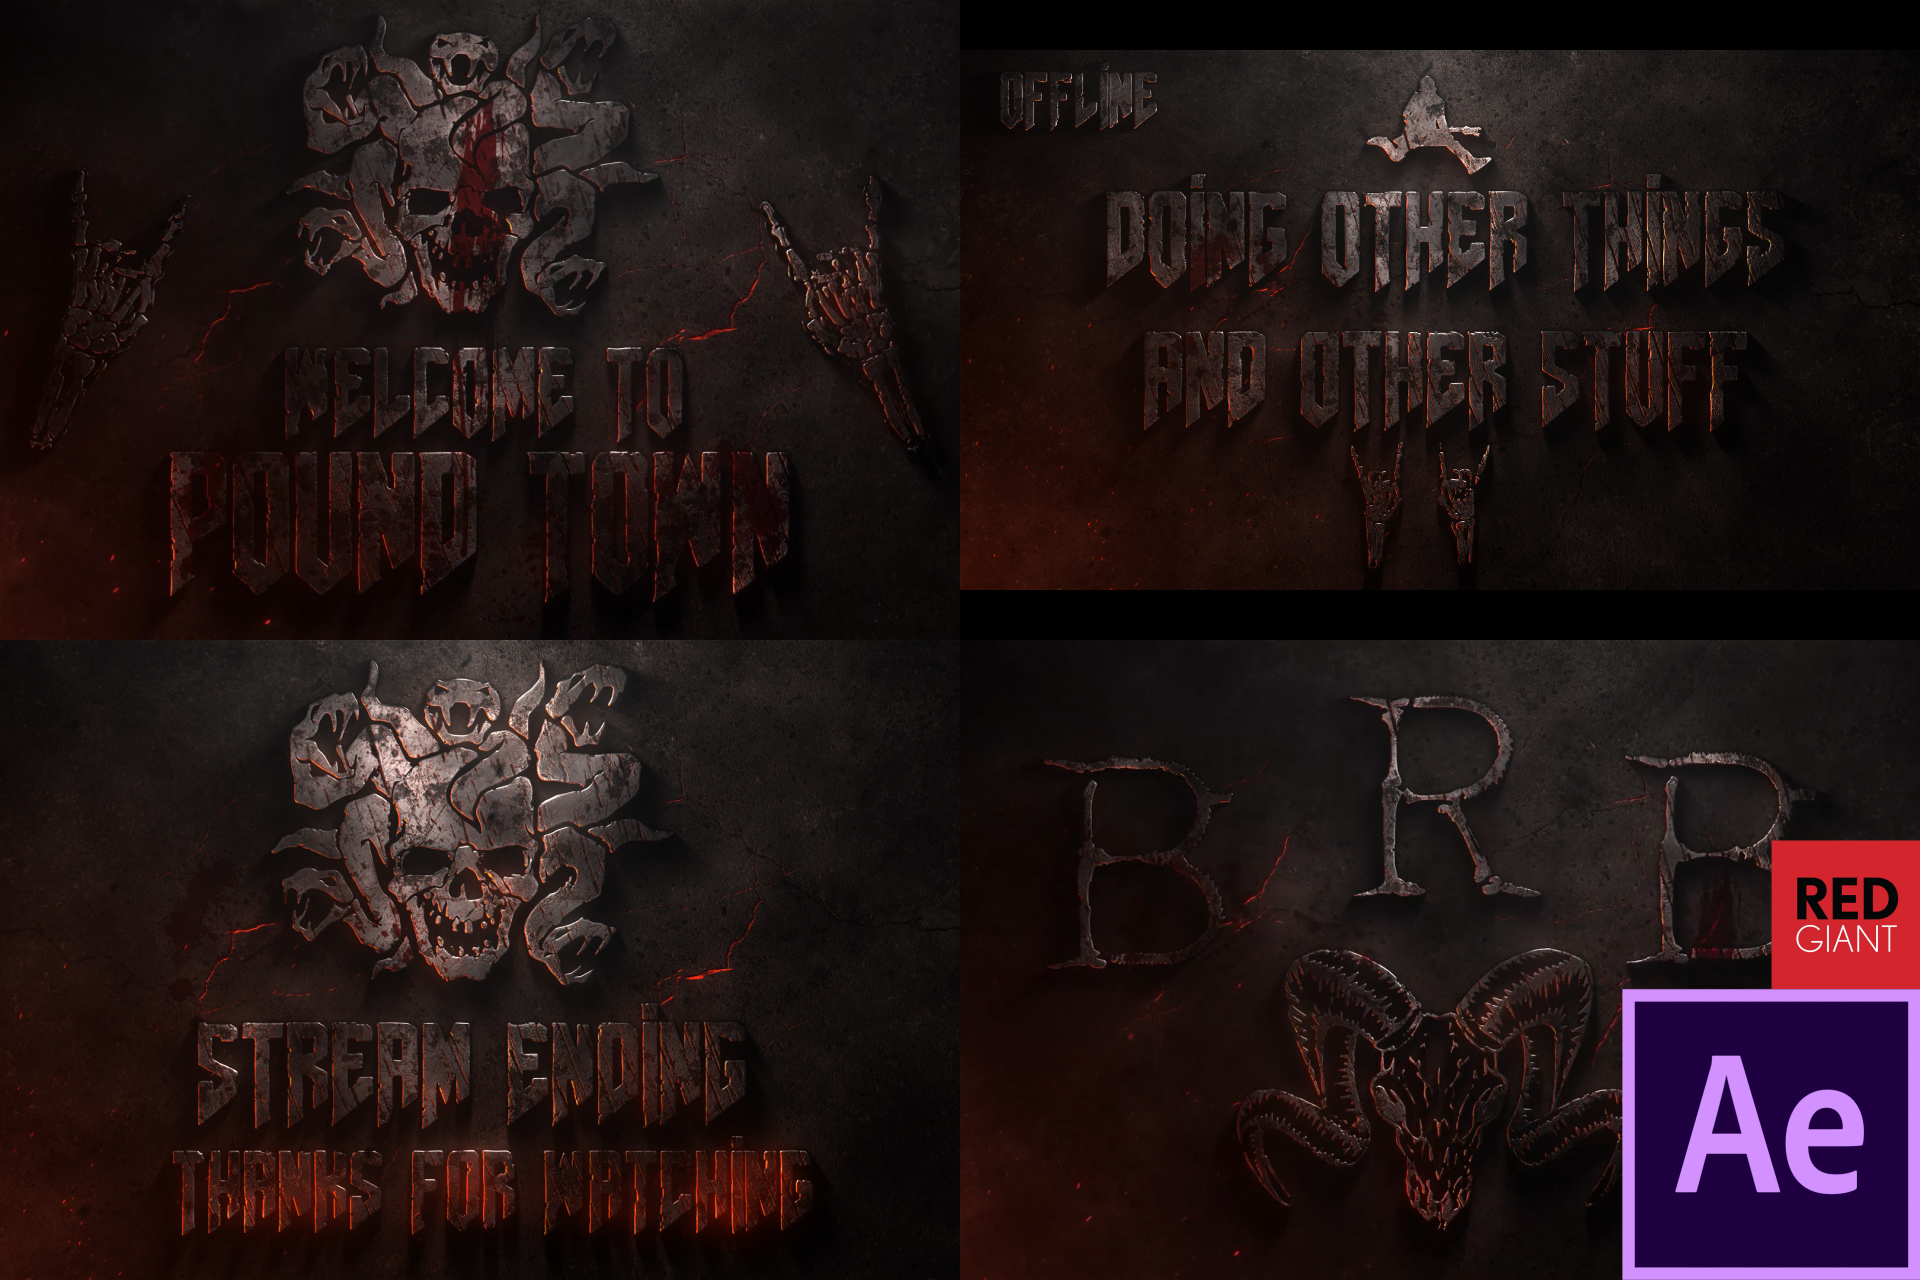 WELCOME TO
POUND TOWN
OFFLINE
DOING OTHER THINGS
AND OTHER STUFF
STREAM ENDING
THANKS FOR WATCHING
B R B
RED
GIANT
Ae